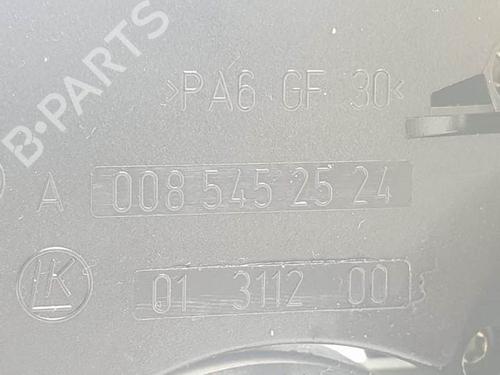 B-PARTS
>PA6 GF 30<
A 008 545 25 24
LK 01 3112 00